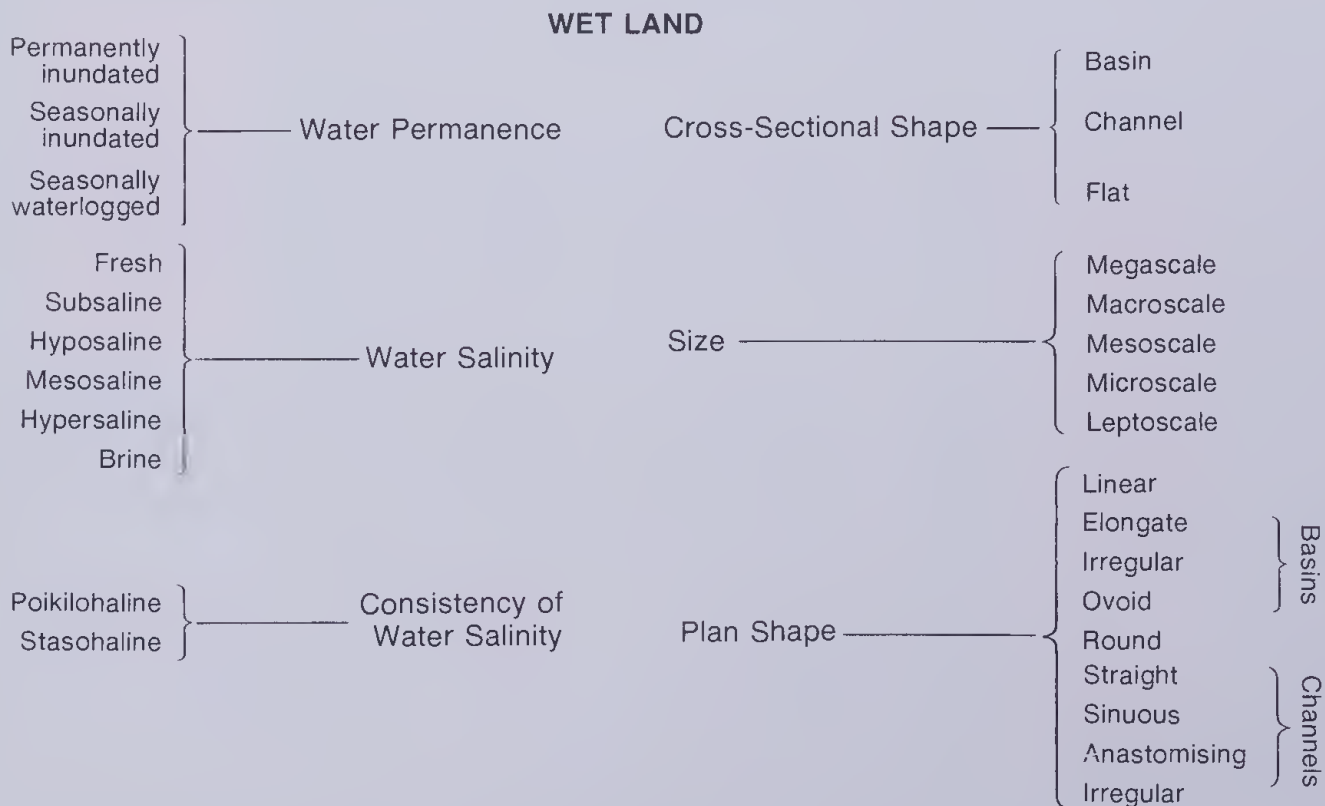 WET LAND
Permanently
inundated
Seasonally
inundated
Seasonally
waterlogged
Water Permanence
Fresh
Subsaline
Hyposaline
Mesosaline
Hypersaline
Brine
Water Salinity
Poikilohaline
Stasohaline
Consistency of
Water Salinity
Cross-Sectional Shape
Basin
Channel
Flat
Size
Megascale
Macroscale
Mesoscale
Microscale
Leptoscale
Plan Shape
Linear
Elongate
Irregular
Ovoid
Round
Basins
Straight
Sinuous
Anastomising
Irregular
Channels